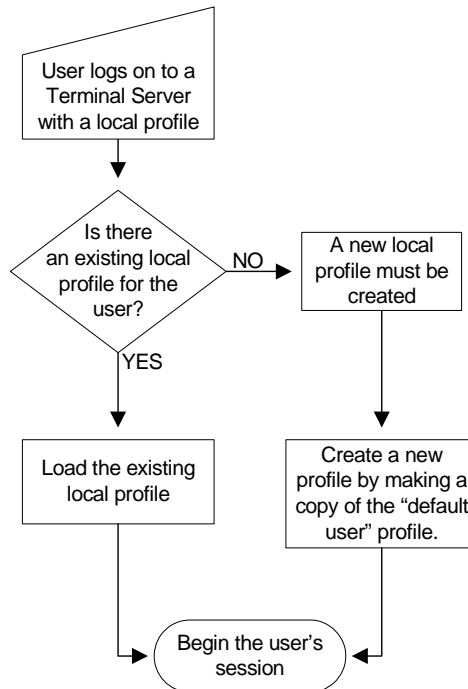 User logs on to a
Terminal Server
with a local profile
Is there
an existing local
profile for the
user?
NO
A new local
profile must be
created
YES
Load the existing
local profile
Create a new
profile by making a
copy of the “default
user” profile.
Begin the user’s
session